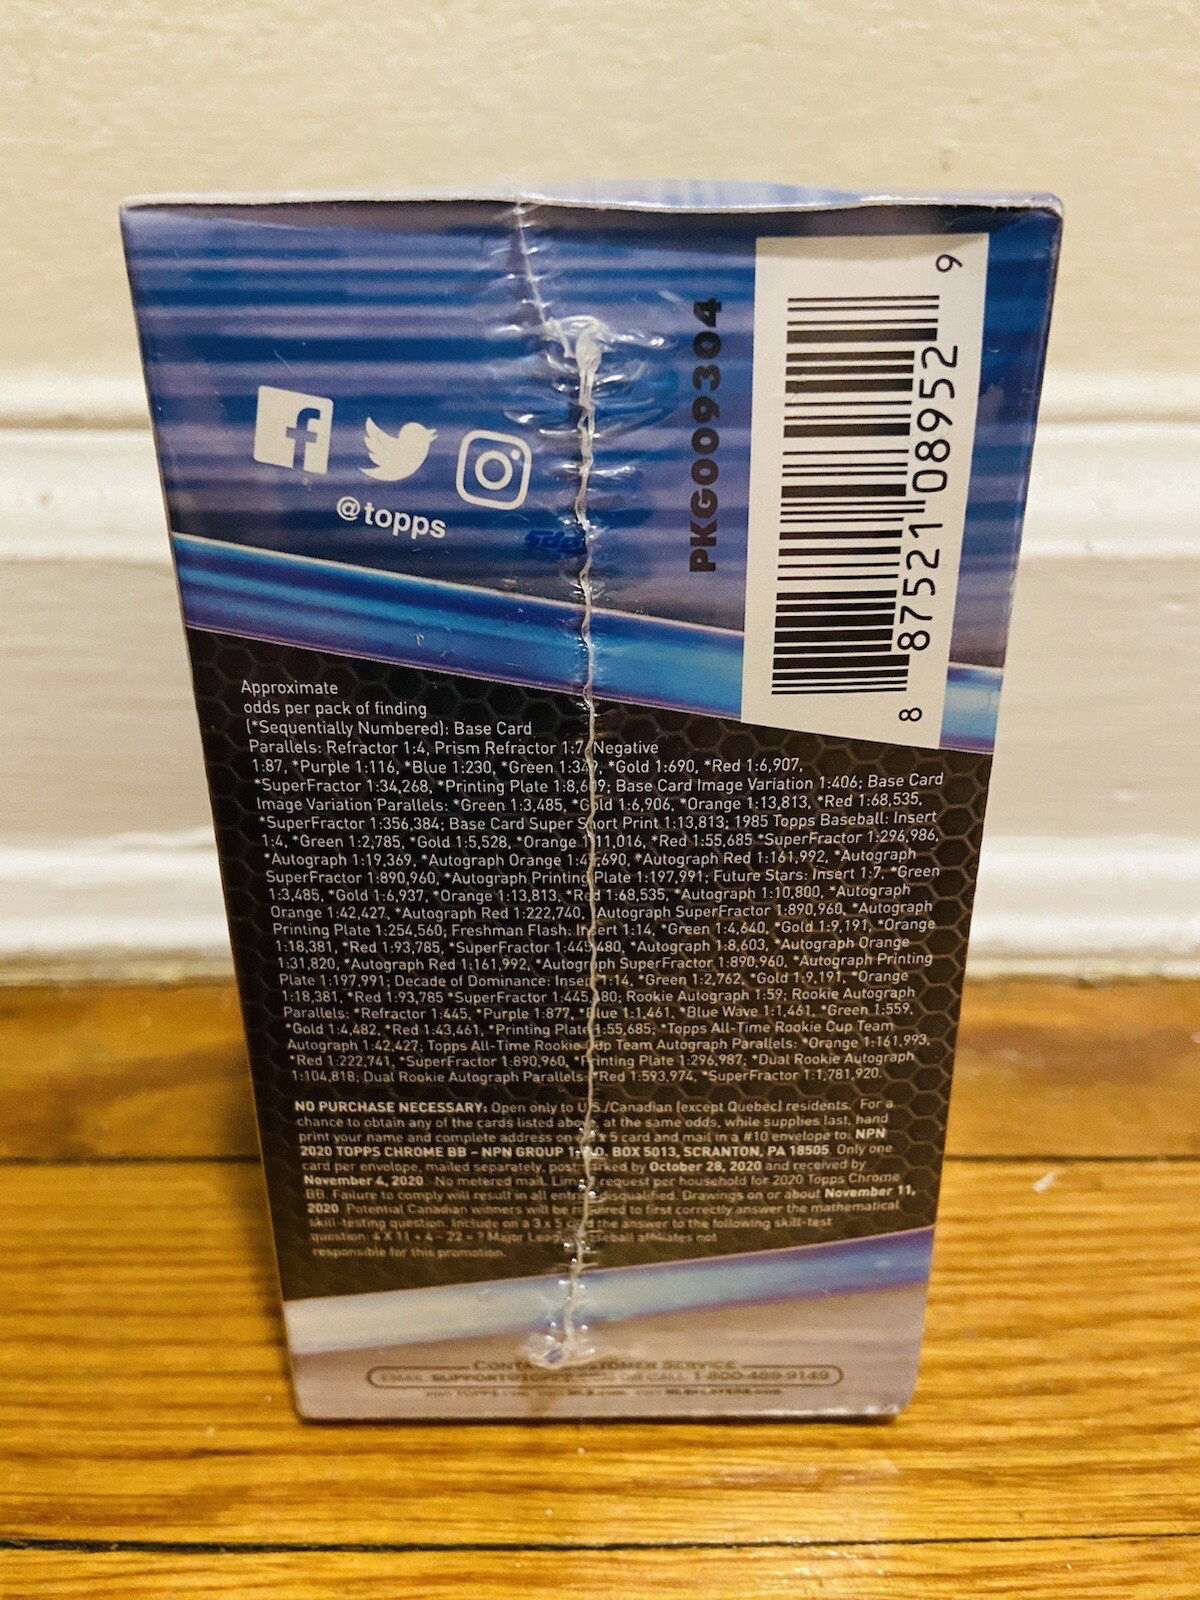 @topps
PKG009304
8 87521 08952 9
Approximate
odds per pack of finding
(*Sequentially Numbered): Base Card
Parallels: Refractor 1:4, Prism Refractor 1:7, Negative
1:87, *Purple 1:116, *Blue 1:230, *Green 1:349, *Gold 1:690, *Red 1:6,907,
*SuperFractor 1:34,268, *Printing Plate 1:8,609; Base Card Image Variation 1:406; Base Card
Image Variation Parallels: *Green 1:3,485, *Gold 1:6,906, *Orange 1:13,813, *Red 1:68,535,
*SuperFractor 1:356,384; Base Card Super Short Print 1:13,813; 1985 Topps Baseball: Insert
1:4, *Green 1:2,785, *Gold 1:5,528, *Orange 1:11,016, *Red 1:55,685 *SuperFractor 1:296,986,
*Autograph 1:19,369, *Autograph Orange ,690, *Autograph Red 1:161,992, *Autograph
SuperFractor 1:890,960, *Autograph Printing Plate 1:197,991; Future Stars: Insert 1:7, *Green
1:3,485, *Gold 1:6,937, *Orange 1:13,813, *Red 1:68,535, *Autograph 1:10,800, *Autograph
Orange 1:42,427, *Autograph Red 1:222,740, *Autograph SuperFractor 1:890,960, *Autograph
Printing Plate 1:254,560; Freshman Flash: Insert 1:14, *Green 1:4,640, *Gold 1:9,191, *Orange
1:18,381, *Red 1:93,785, *SuperFractor 1:445,480, *Autograph 1:8,603, *Autograph Orange
1:31,820, *Autograph Red 1:161,992, *Autograph SuperFractor 1:890,960, *Autograph Printing
Plate 1:197,991; Decade of Dominance: Insert 1:14, *Green 1:2,762, *Gold 1:9,191, *Orange
1:18,381, *Red 1:93,785 *SuperFractor 1:445,480; Rookie Autograph 1:59; Rookie Autograph
Parallels: *Refractor 1:445, *Purple 1:877, *Blue 1:1,461, *Blue Wave 1:1,461, *Green 1:559,
*Gold 1:4,482, *Red 1:43,461, *Printing Plate 1:55,685; *Topps All-Time Rookie Cup Team
Autograph 1:42,427; Topps All-Time Rookie Cup Team Autograph Parallels: *Orange 1:161,993,
*Red 1:222,741, *SuperFractor 1:890,960, *Printing Plate 1:296,987; *Dual Rookie Autograph
1:104,818; Dual Rookie Autograph Parallels: *Red 1:593,974, *SuperFractor 1:1,781,920.
NO PURCHASE NECESSARY: Open only to U.S./Canadian (except Quebec) residents. For a
chance to obtain any of the cards listed above, at the same odds, while supplies last, hand
print your name and complete address on a 3 x 5 card and mail in a #10 envelope to: NPN
2020 TOPPS CHROME BB – NPN GROUP 1, P.O. BOX 5013, SCRANTON, PA 18505. Only one
card per envelope, mailed separately, postmarked by October 28, 2020 and received by
November 4, 2020. No metered mail. Limit 1 request per household for 2020 Topps Chrome
BB. Failure to comply will result in all entries disqualified. Drawings on or about November 11,
2020. Potential Canadian winners will be required to first correctly answer the mathematical
skill-testing question. Include on a 3 x 5 card the answer to the following skill-test
question: 4 X 11 + 4 – 22 = ? Major League Baseball affiliates not
responsible for this promotion.
CONTACT CUSTOMER SERVICE
EMAIL SUPPORT@TOPPS.COM OR CALL 1-800-489-9149